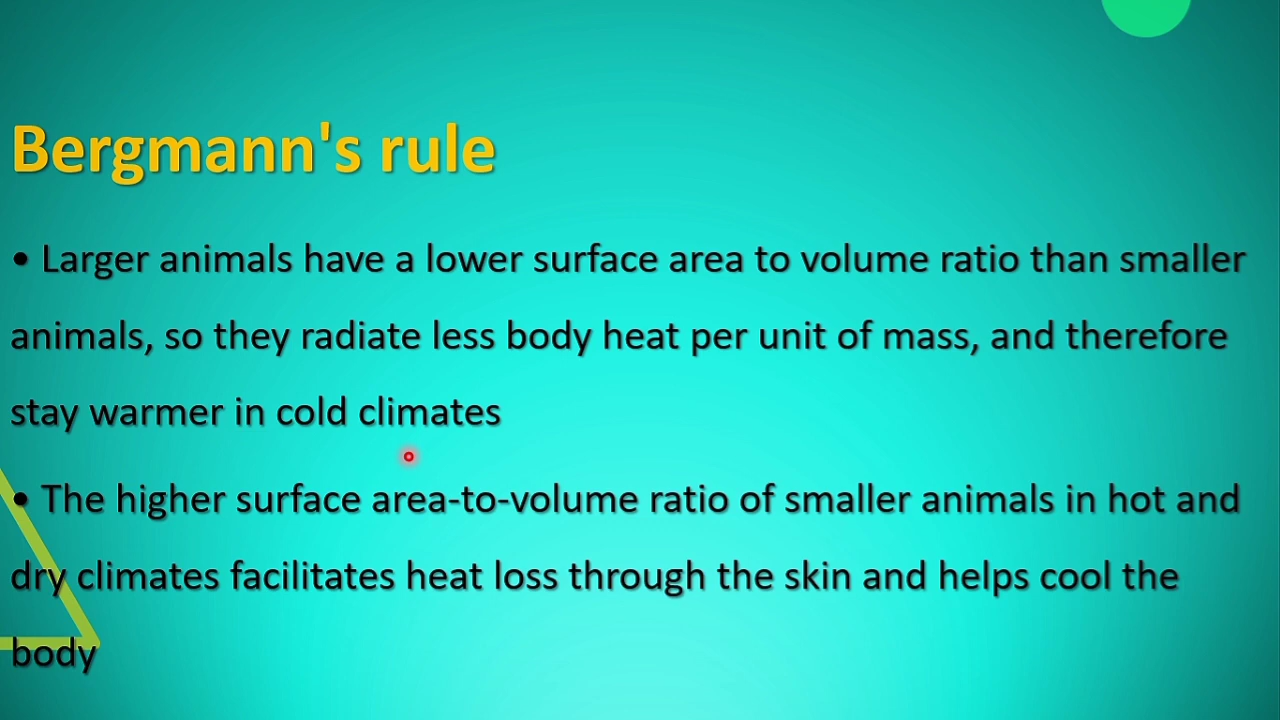 Bergmann's rule
• Larger animals have a lower surface area to volume ratio than smaller
animals, so they radiate less body heat per unit of mass, and therefore
stay warmer in cold climates
• The higher surface area-to-volume ratio of smaller animals in hot and
dry climates facilitates heat loss through the skin and helps cool the
body